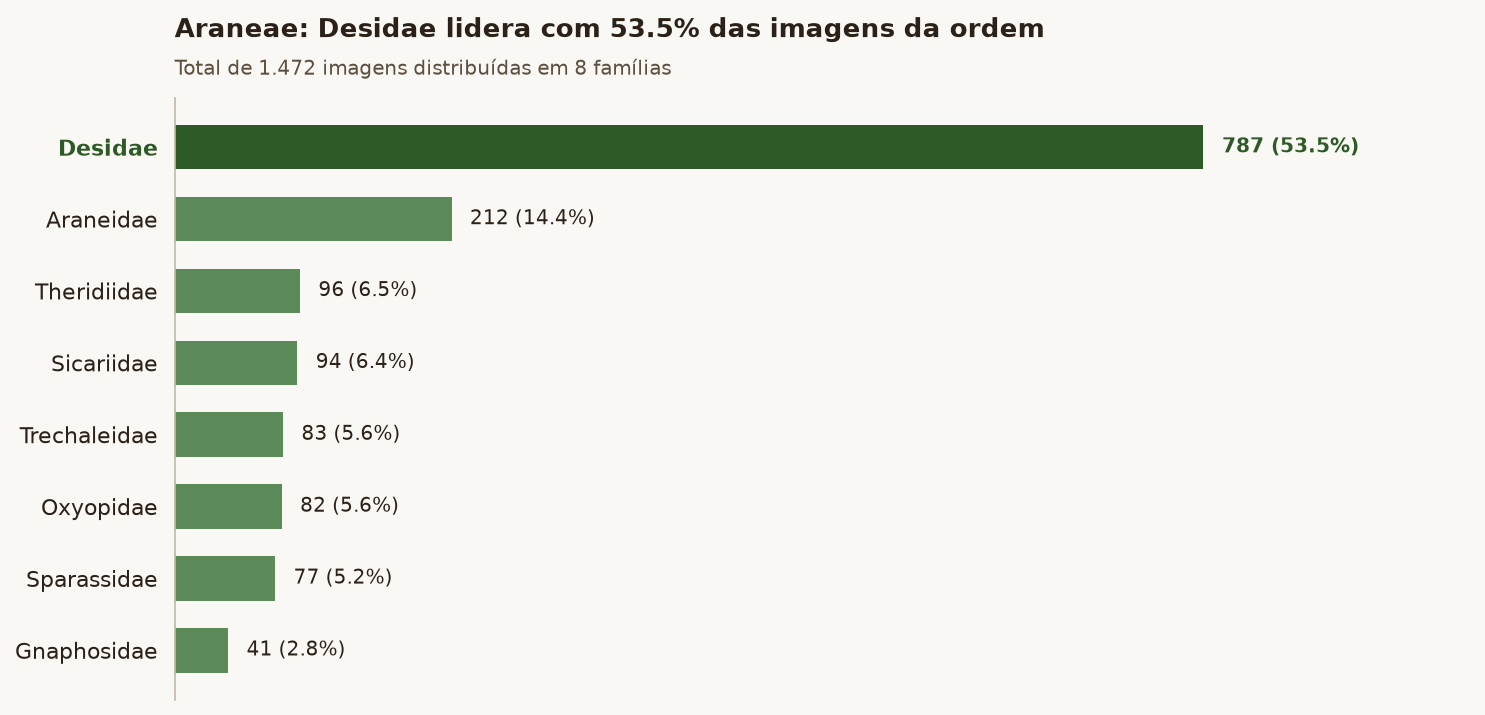 Araneae: Desidae lidera com 53.5% das imagens da ordem
Total de 1.472 imagens distribuídas em 8 famílias
Desidae 787 (53.5%)
Araneidae 212 (14.4%)
Theridiidae 96 (6.5%)
Sicariidae 94 (6.4%)
Trechaleidae 83 (5.6%)
Oxyopidae 82 (5.6%)
Sparassidae 77 (5.2%)
Gnaphosidae 41 (2.8%)